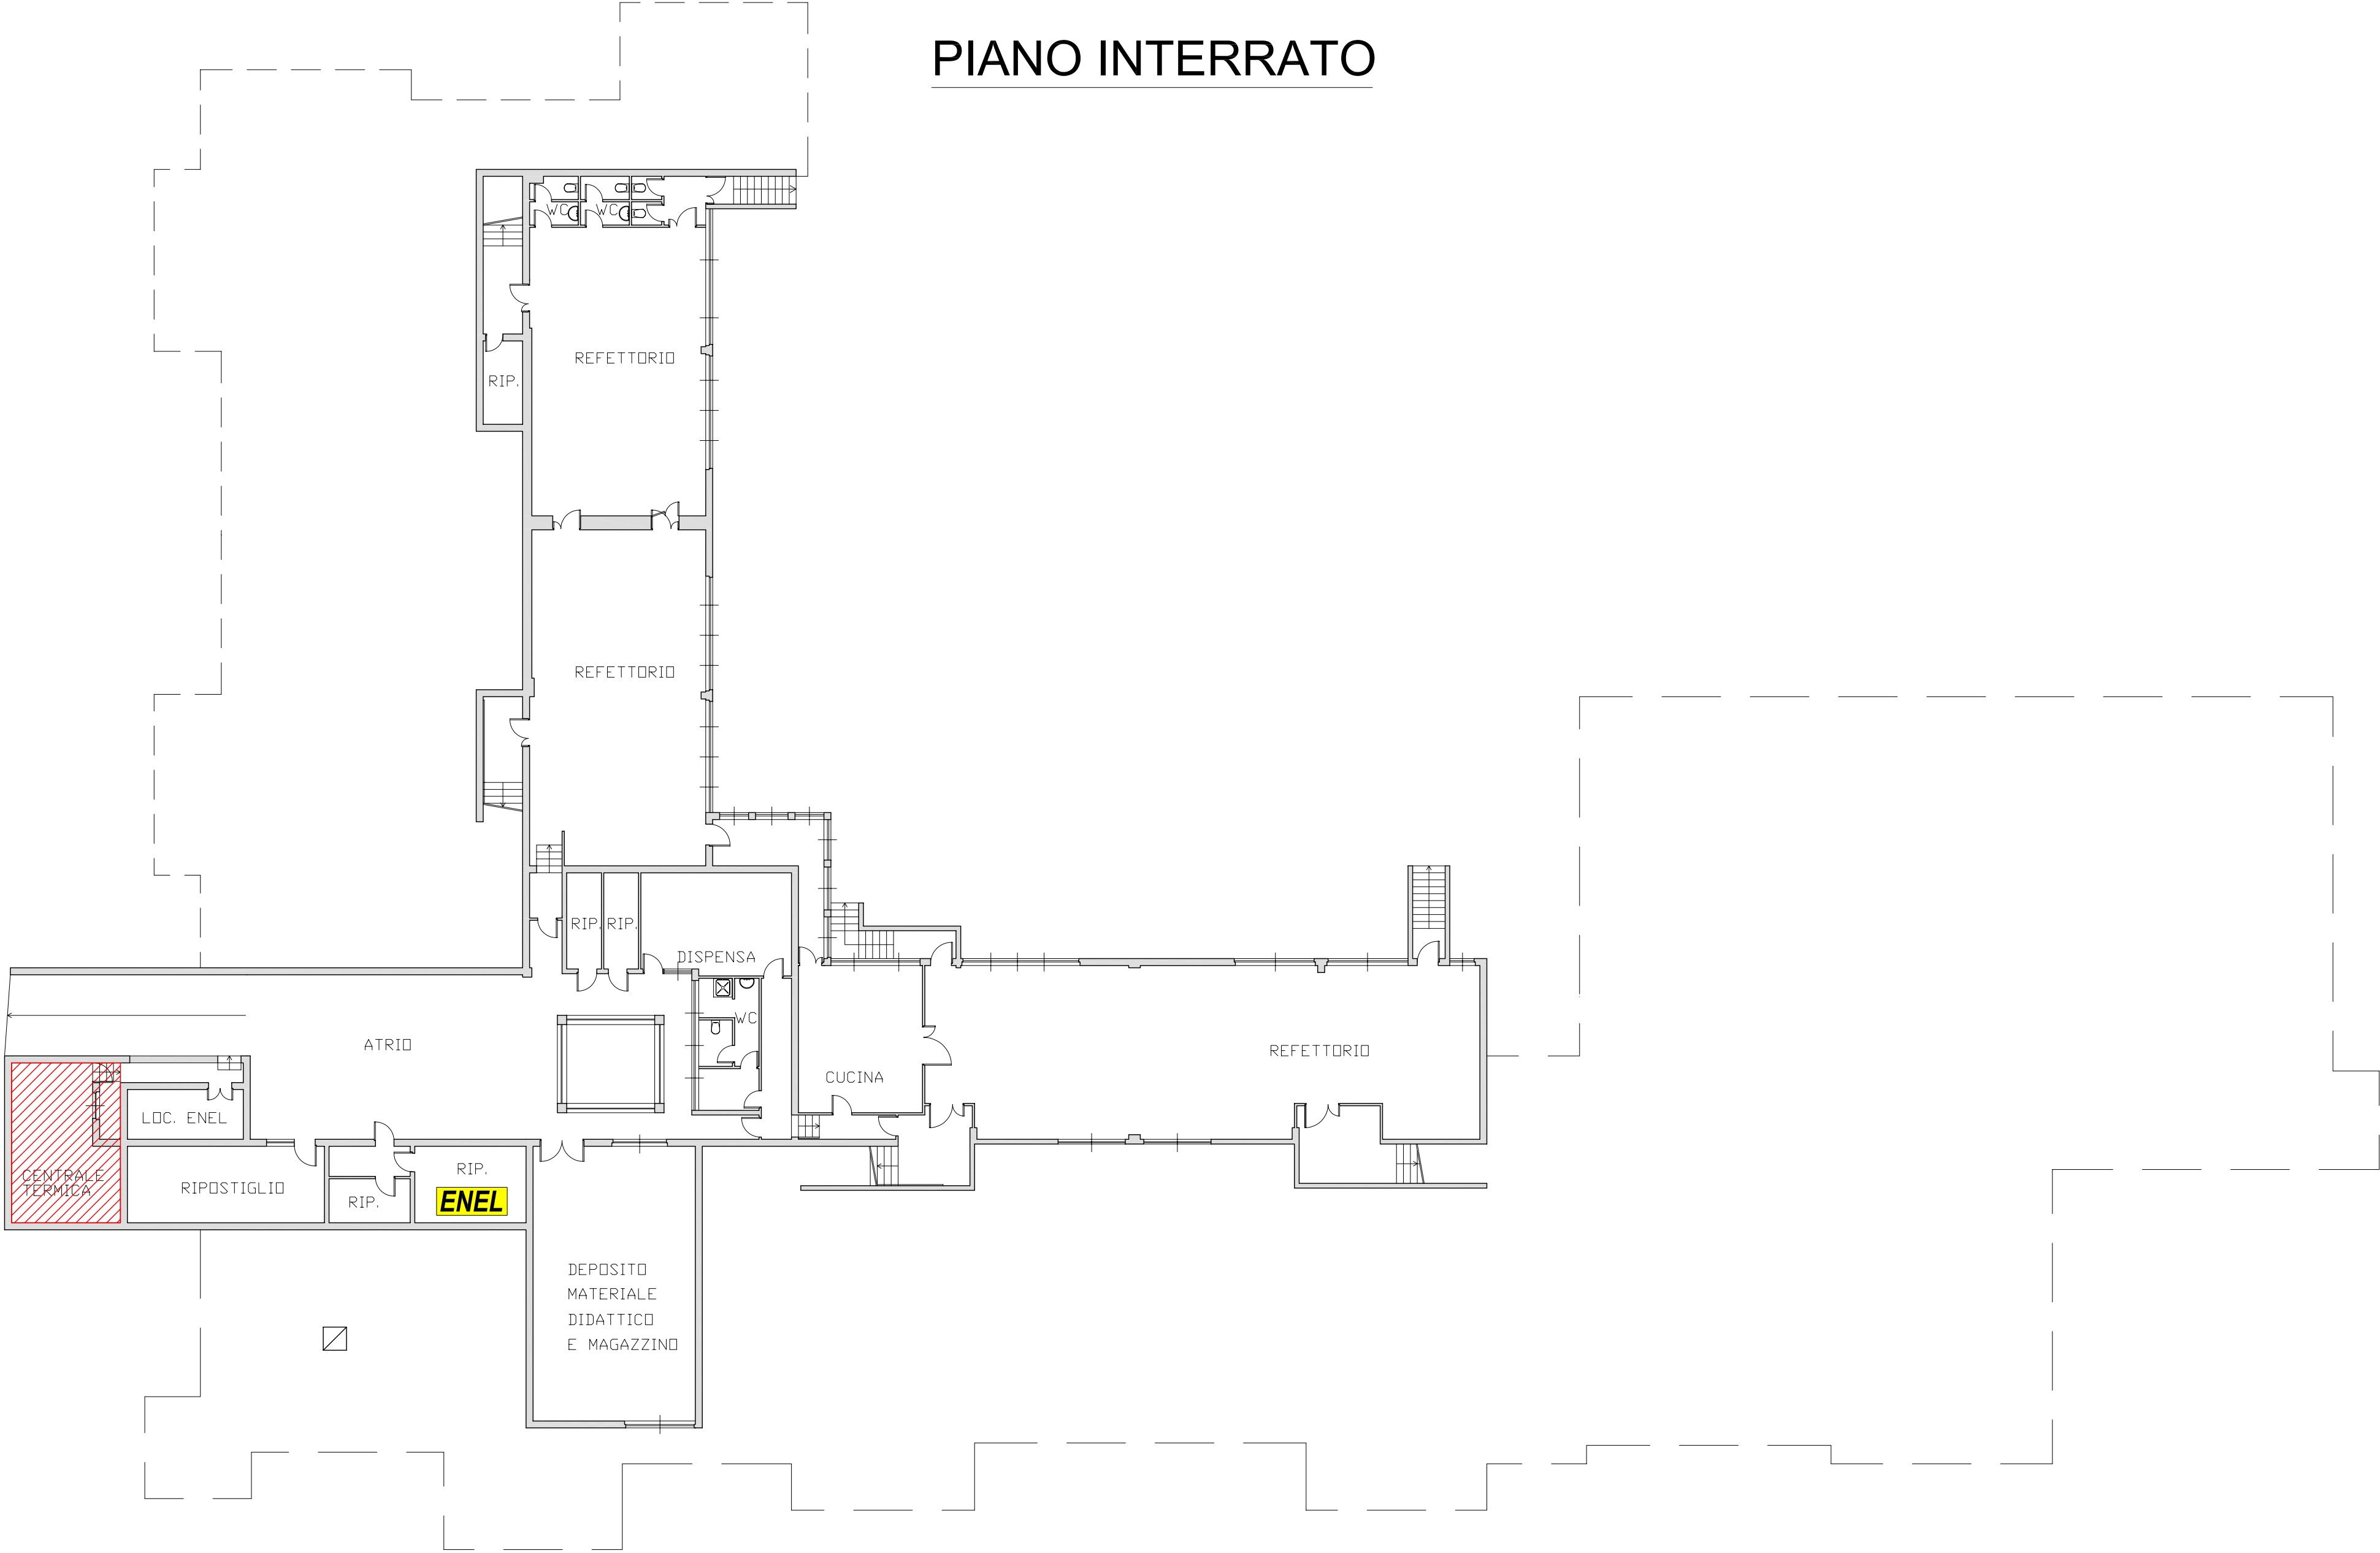 PIANO INTERRATO
WC
WC
REFETTORIO
RIP.
REFETTORIO
RIP.
RIP.
DISPENSA
WC
ATRIO
REFETTORIO
CUCINA
LOC. ENEL
CENTRALE
TERMICA
RIPOSTIGLIO
RIP.
RIP.
ENEL
DEPOSITO
MATERIALE
DIDATTICO
E MAGAZZINO